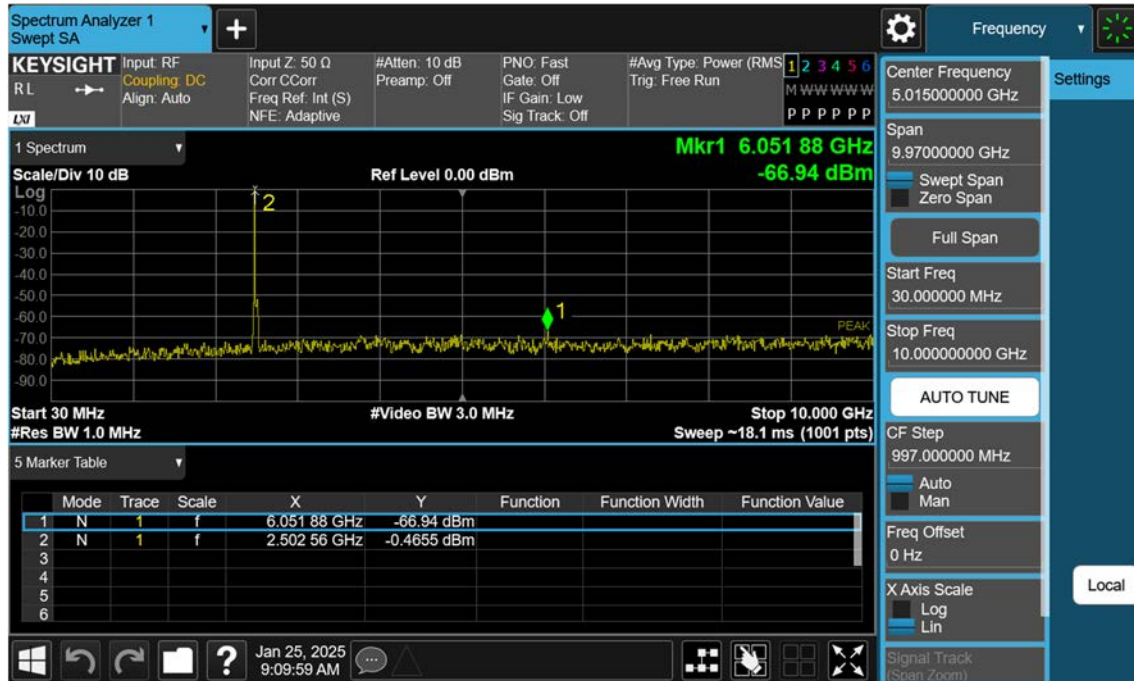 Spectrum Analyzer 1
Swept SA
+
Frequency
KEYSIGHT
RL
LXI
Input: RF
Coupling: DC
Align: Auto
Input Z: 50 Ω
Corr CCorr
Freq Ref: Int (S)
NFE: Adaptive
#Atten: 10 dB
Preamp: Off
PNO: Fast
Gate: Off
IF Gain: Low
Sig Track: Off
#Avg Type: Power (RMS
Trig: Free Run
1 2 3 4 5 6
M W W W W W
P P P P P P
1 Spectrum
Scale/Div 10 dB
Ref Level 0.00 dBm
Mkr1 6.051 88 GHz
-66.94 dBm
Log
-10.0
-20.0
-30.0
-40.0
-50.0
-60.0
-70.0
-80.0
-90.0
2
1
PEAK
Start 30 MHz
#Video BW 3.0 MHz
Stop 10.000 GHz
#Res BW 1.0 MHz
Sweep ~18.1 ms (1001 pts)
5 Marker Table
Mode Trace Scale X Y Function Function Width Function Value
1 N 1 f 6.051 88 GHz -66.94 dBm
2 N 1 f 2.502 56 GHz -0.4655 dBm
3
4
5
6
Jan 25, 2025
9:09:59 AM
?
Center Frequency
5.015000000 GHz
Settings
Span
9.97000000 GHz
Swept Span
Zero Span
Full Span
Start Freq
30.000000 MHz
Stop Freq
10.000000000 GHz
AUTO TUNE
CF Step
997.000000 MHz
Auto
Man
Freq Offset
0 Hz
X Axis Scale
Log
Lin
Local
Signal Track
(Span Zoom)